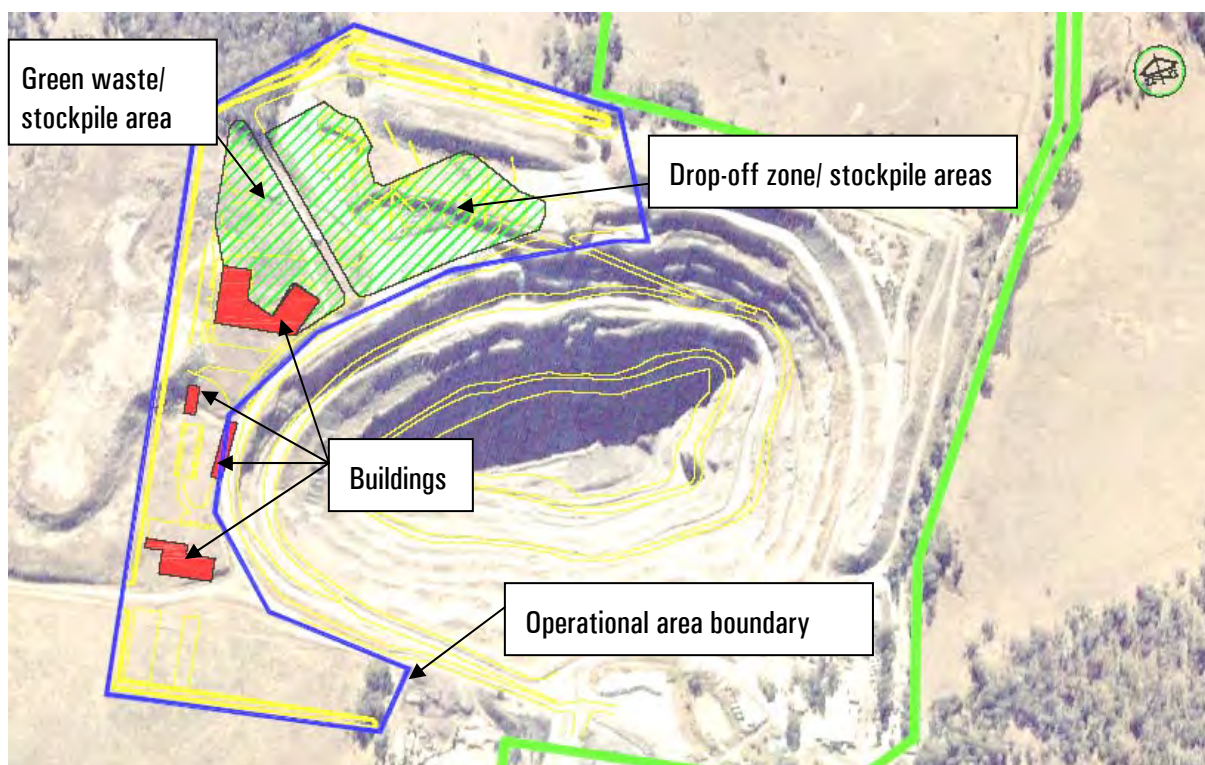 Green waste/
stockpile area
Drop-off zone/ stockpile areas
Buildings
Operational area boundary